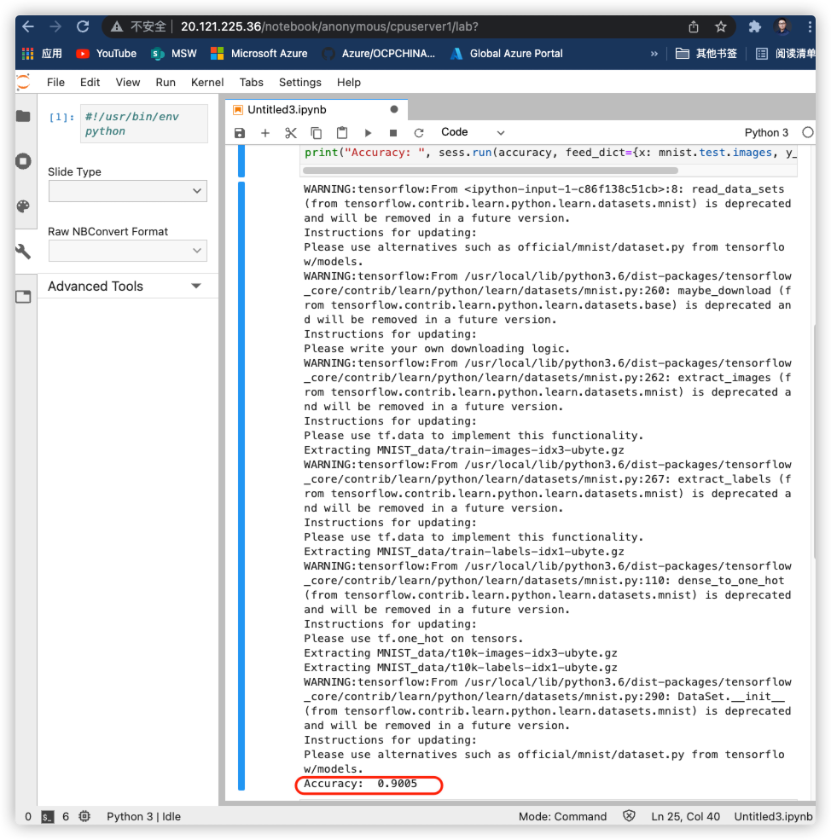 不安全 | 20.121.225.36/notebook/anonymous/cpuserver1/lab?
应用 YouTube MSW Microsoft Azure Azure/OCPCHINA... Global Azure Portal » 其他书签 阅读清单
File Edit View Run Kernel Tabs Settings Help
[1]: #!/usr/bin/env
python
Slide Type
Raw NBConvert Format
Advanced Tools
Untitled3.ipynb
Code Python 3
print("Accuracy: ", sess.run(accuracy, feed_dict={x: mnist.test.images, y_
WARNING:tensorflow:From <ipython-input-1-c86f138c51cb>:8: read_data_sets
(from tensorflow.contrib.learn.python.learn.datasets.mnist) is deprecated
and will be removed in a future version.
Instructions for updating:
Please use alternatives such as official/mnist/dataset.py from tensorflo
w/models.
WARNING:tensorflow:From /usr/local/lib/python3.6/dist-packages/tensorflow
_core/contrib/learn/python/learn/datasets/mnist.py:260: maybe_download (f
rom tensorflow.contrib.learn.python.learn.datasets.base) is deprecated an
d will be removed in a future version.
Instructions for updating:
Please write your own downloading logic.
WARNING:tensorflow:From /usr/local/lib/python3.6/dist-packages/tensorflow
_core/contrib/learn/python/learn/datasets/mnist.py:262: extract_images (f
rom tensorflow.contrib.learn.python.learn.datasets.mnist) is deprecated a
nd will be removed in a future version.
Instructions for updating:
Please use tf.data to implement this functionality.
Extracting MNIST_data/train-images-idx3-ubyte.gz
WARNING:tensorflow:From /usr/local/lib/python3.6/dist-packages/tensorflow
_core/contrib/learn/python/learn/datasets/mnist.py:267: extract_labels (f
rom tensorflow.contrib.learn.python.learn.datasets.mnist) is deprecated a
nd will be removed in a future version.
Instructions for updating:
Please use tf.data to implement this functionality.
Extracting MNIST_data/train-labels-idx1-ubyte.gz
WARNING:tensorflow:From /usr/local/lib/python3.6/dist-packages/tensorflow
_core/contrib/learn/python/learn/datasets/mnist.py:110: dense_to_one_hot
(from tensorflow.contrib.learn.python.learn.datasets.mnist) is deprecated
and will be removed in a future version.
Instructions for updating:
Please use tf.one_hot on tensors.
Extracting MNIST_data/t10k-images-idx3-ubyte.gz
Extracting MNIST_data/t10k-labels-idx1-ubyte.gz
WARNING:tensorflow:From /usr/local/lib/python3.6/dist-packages/tensorflow
_core/contrib/learn/python/learn/datasets/mnist.py:290: DataSet.__init__
(from tensorflow.contrib.learn.python.learn.datasets.mnist) is deprecated
and will be removed in a future version.
Instructions for updating:
Please use alternatives such as official/mnist/dataset.py from tensorflo
w/models.
Accuracy:  0.9005
0 6 Python 3 | Idle Mode: Command Ln 25, Col 40 Untitled3.ipynb